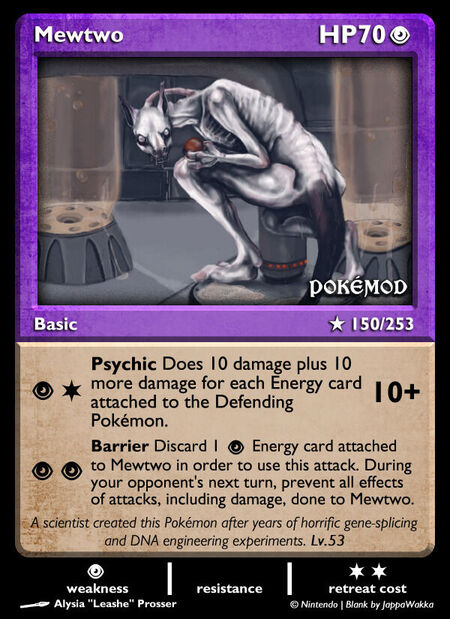 Mewtwo HP70
POKÉMOD
Basic ★ 150/253
Psychic Does 10 damage plus 10
more damage for each Energy card
attached to the Defending
Pokémon.
10+
Barrier Discard 1 Energy card attached
to Mewtwo in order to use this attack. During
your opponent's next turn, prevent all effects
of attacks, including damage, done to Mewtwo.
A scientist created this Pokémon after years of horrific gene-splicing
and DNA engineering experiments. Lv.53
weakness resistance retreat cost
Alysia "Leashe" Prosser © Nintendo | Blank by JappaWakka